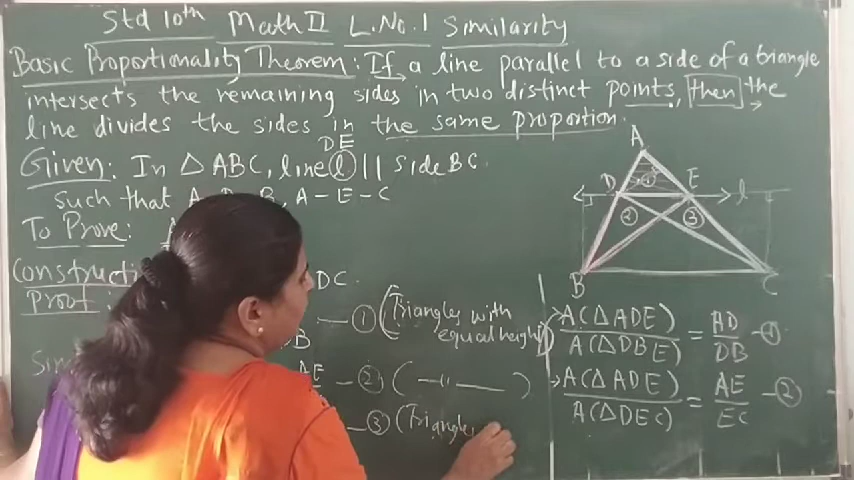 Std 10th Math II L.No.1 Similarity
Basic Proportionality Theorem: If a line parallel to a side of a triangle
intersects the remaining sides in two distinct points, then the
line divides the sides in the same proportion.
DE
Given: In △ABC, line l || side BC
such that A-D-B, A-E-C
To Prove:
DC.
Proof:
① (Triangles with
equal height)
B
② ( —"— )
③ (Triangles
A
D E l
① ② ③
B C
A(△ADE) / A(△DBE) = AD / DB — ①
A(△ADE) / A(△DEC) = AE / EC — ②